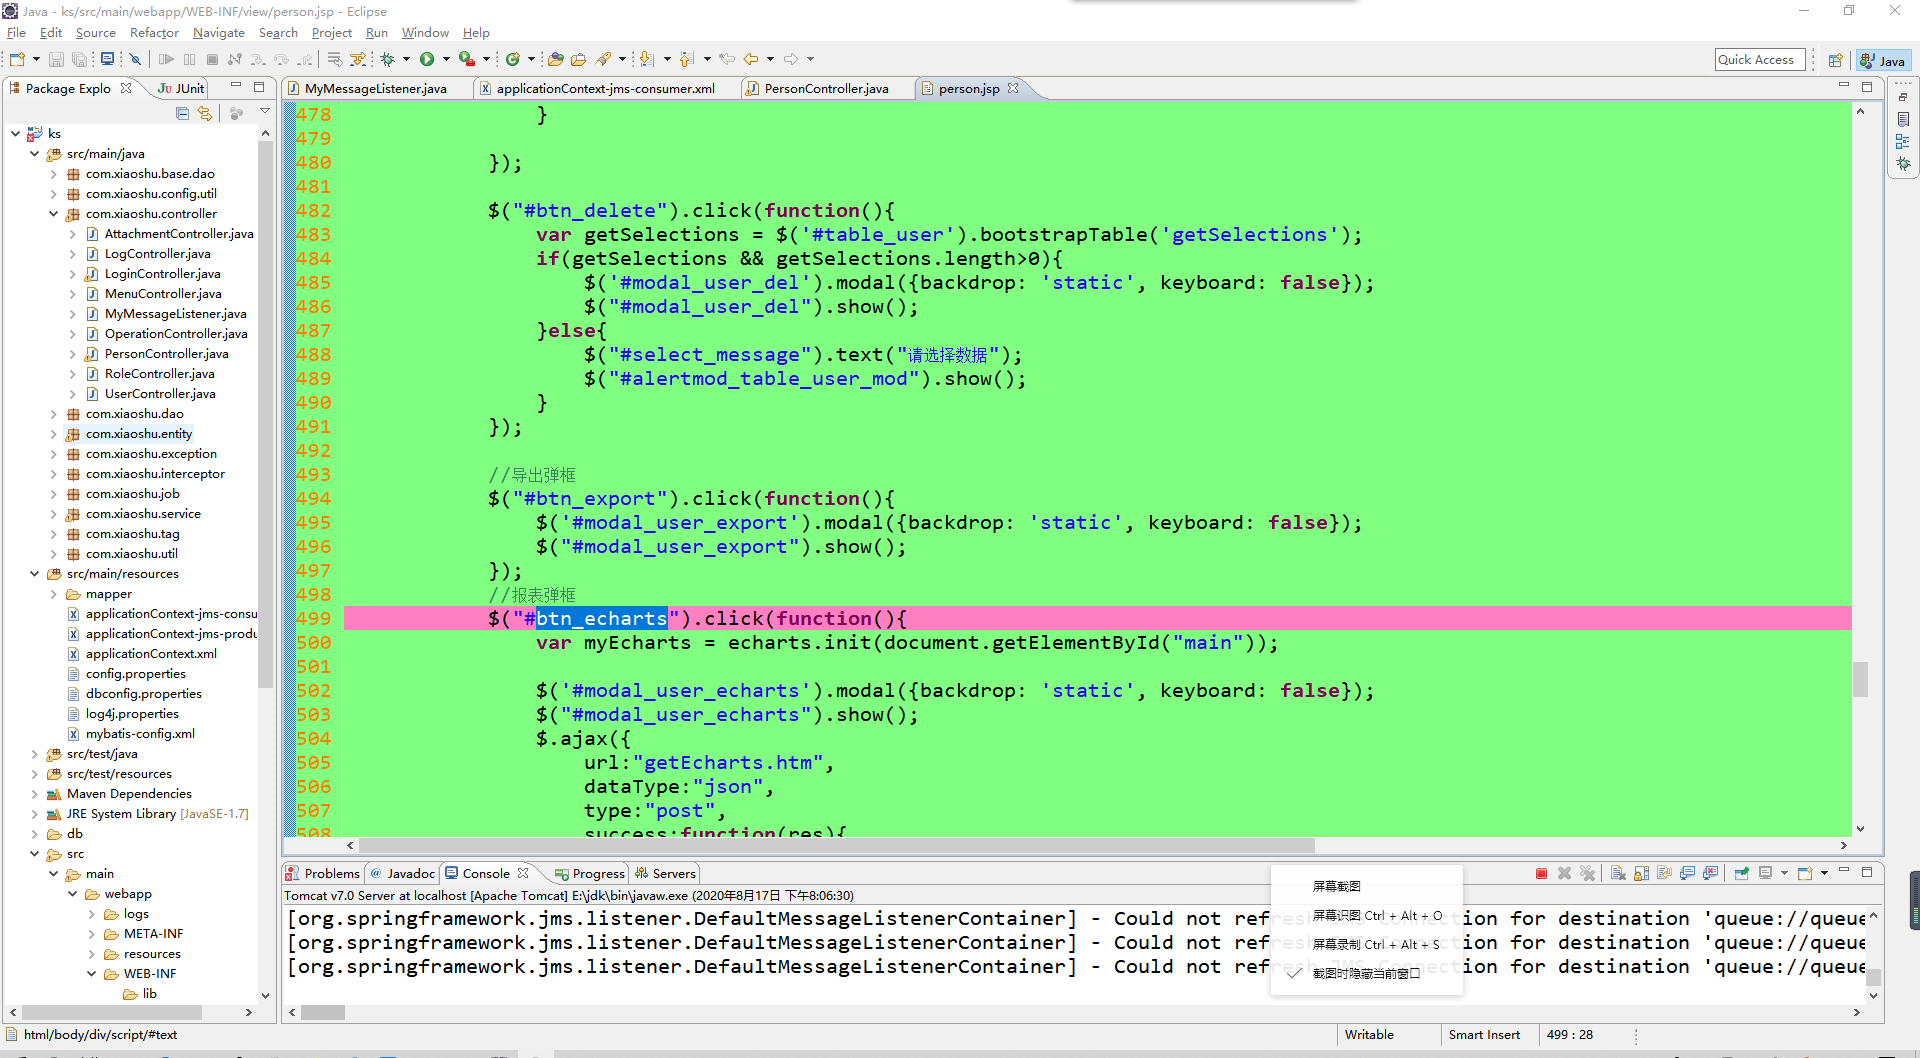 Java - ks/src/main/webapp/WEB-INF/view/person.jsp - Eclipse
File Edit Source Refactor Navigate Search Project Run Window Help
Quick Access
Java
Package Explo
JUnit
MyMessageListener.java
applicationContext-jms-consumer.xml
PersonController.java
person.jsp
ks
src/main/java
com.xiaoshu.base.dao
com.xiaoshu.config.util
com.xiaoshu.controller
AttachmentController.java
LogController.java
LoginController.java
MenuController.java
MyMessageListener.java
OperationController.java
PersonController.java
RoleController.java
UserController.java
com.xiaoshu.dao
com.xiaoshu.entity
com.xiaoshu.exception
com.xiaoshu.interceptor
com.xiaoshu.job
com.xiaoshu.service
com.xiaoshu.tag
com.xiaoshu.util
src/main/resources
mapper
applicationContext-jms-consu
applicationContext-jms-produ
applicationContext.xml
config.properties
dbconfig.properties
log4j.properties
mybatis-config.xml
src/test/java
src/test/resources
Maven Dependencies
JRE System Library [JavaSE-1.7]
db
src
main
webapp
logs
META-INF
resources
WEB-INF
lib
478 }
479
480 });
481
482 $("#btn_delete").click(function(){
483 var getSelections = $('#table_user').bootstrapTable('getSelections');
484 if(getSelections && getSelections.length>0){
485 $('#modal_user_del').modal({backdrop: 'static', keyboard: false});
486 $("#modal_user_del").show();
487 }else{
488 $("#select_message").text("请选择数据");
489 $("#alertmod_table_user_mod").show();
490 }
491 });
492
493 //导出弹框
494 $("#btn_export").click(function(){
495 $('#modal_user_export').modal({backdrop: 'static', keyboard: false});
496 $("#modal_user_export").show();
497 });
498 //报表弹框
499 $("#btn_echarts").click(function(){
500 var myEcharts = echarts.init(document.getElementById("main"));
501
502 $('#modal_user_echarts').modal({backdrop: 'static', keyboard: false});
503 $("#modal_user_echarts").show();
504 $.ajax({
505 url:"getEcharts.htm",
506 dataType:"json",
507 type:"post",
508 success:function(res){
Problems @ Javadoc Console Progress Servers
Tomcat v7.0 Server at localhost [Apache Tomcat] E:\jdk\bin\javaw.exe (2020年8月17日 下午8:06:30)
[org.springframework.jms.listener.DefaultMessageListenerContainer] - Could not refresh JMS Connection for destination 'queue://queue
[org.springframework.jms.listener.DefaultMessageListenerContainer] - Could not refresh JMS Connection for destination 'queue://queue
[org.springframework.jms.listener.DefaultMessageListenerContainer] - Could not refresh JMS Connection for destination 'queue://queue
屏幕截图
屏幕识图 Ctrl + Alt + O
屏幕录制 Ctrl + Alt + S
截图时隐藏当前窗口
html/body/div/script/#text
Writable
Smart Insert
499 : 28